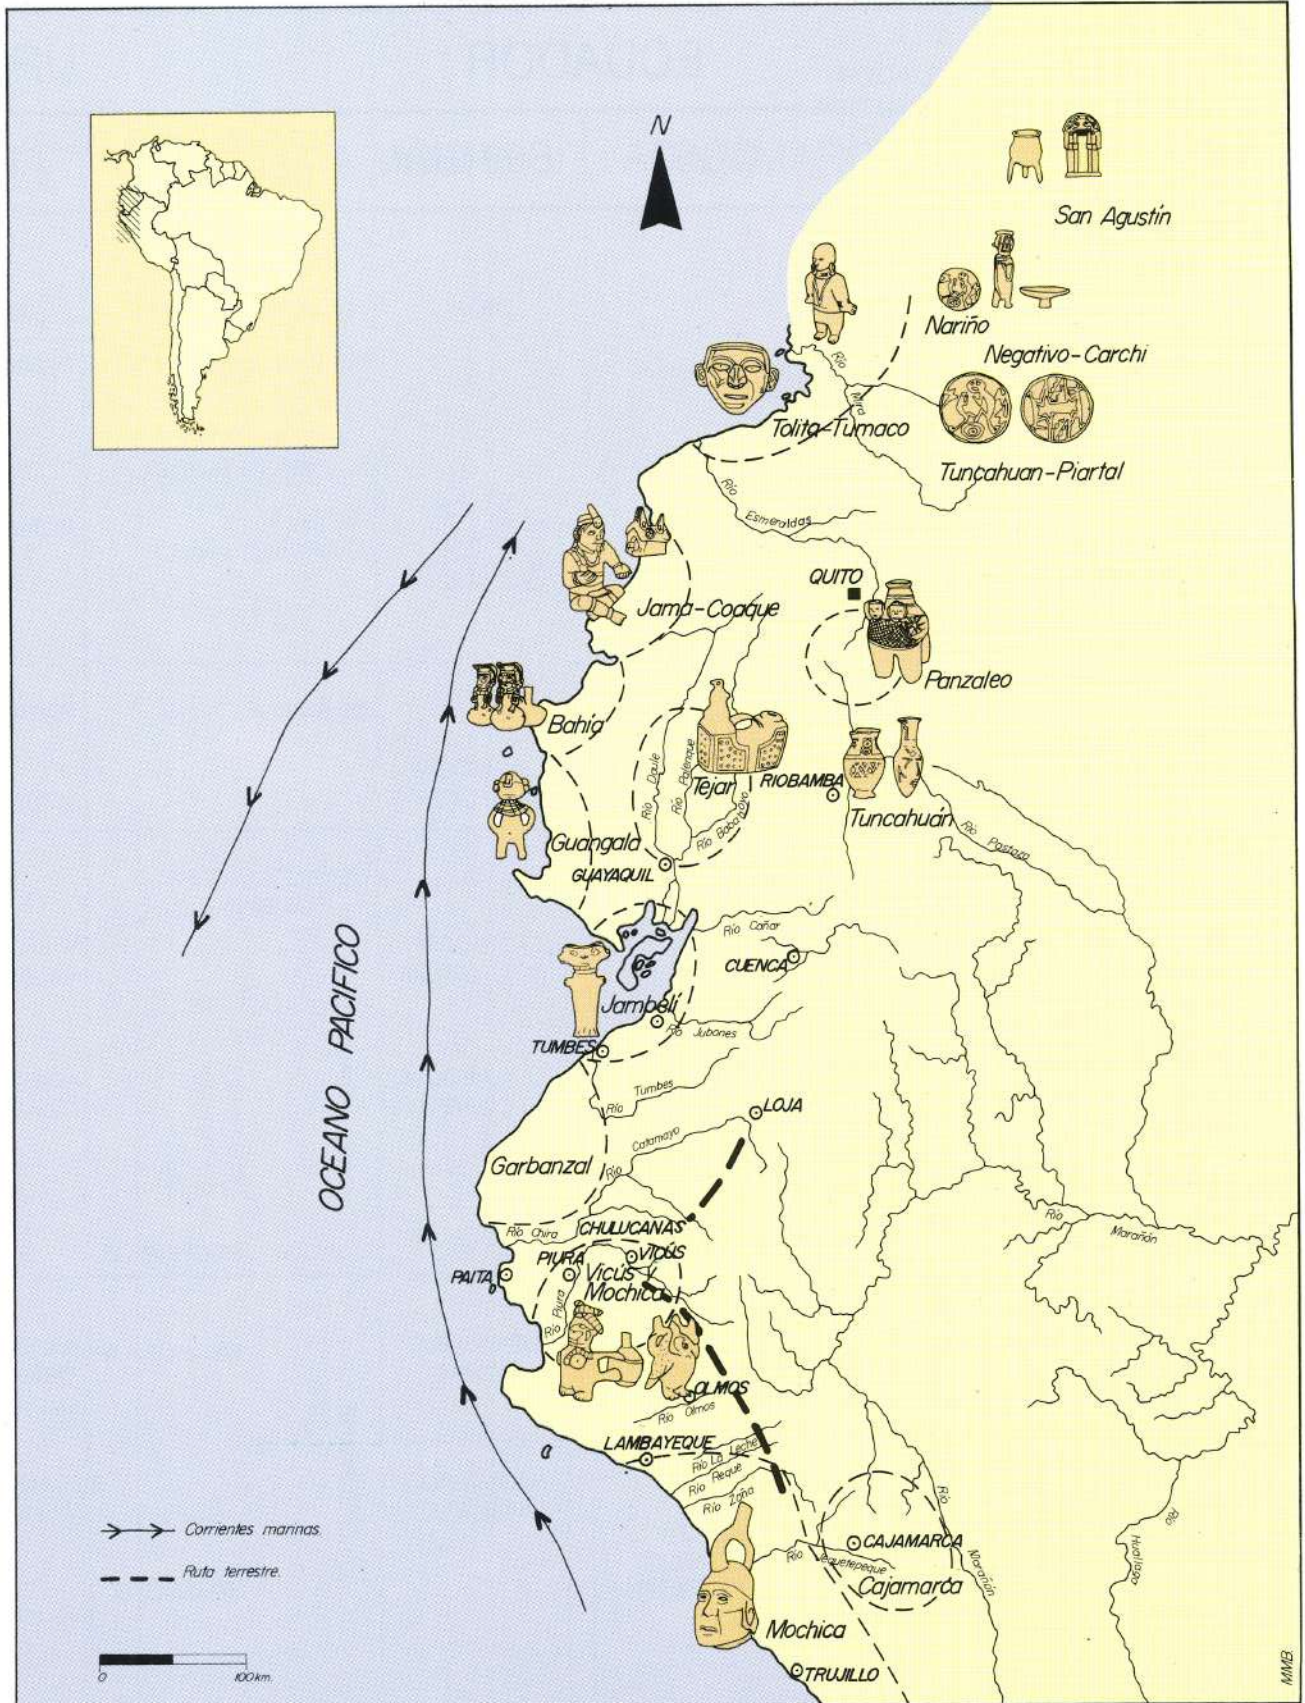 N
San Agustín
Nariño
Negativo-Carchi
Río Mira
Tolita-Tumaco
Tuncahuan-Piartal
Río Esmeraldas
QUITO
Jama-Coaque
Panzaleo
Bahía
Río Daule
Río Palenque
Tejar
Río Babahoyo
RIOBAMBA
Tuncahuán
Río Pastaza
Guangala
GUAYAQUIL
Río Cañar
CUENCA
OCEANO PACIFICO
Jambelí
Río Jubones
TUMBES
Río Tumbes
LOJA
Río Catamayo
Garbanzal
Río Chira
CHULUCANAS
Río Marañón
PIURA
VICÚS
PAITA
Vicús
Mochica
Río Piura
OLMOS
Río Olmos
LAMBAYEQUE
Río La Leche
Río Reque
Río Zaña
Río Marañón
Río Huallaga
CAJAMARCA
Río Jequetepeque
Cajamarca
Mochica
TRUJILLO
Corrientes marinas.
Ruta terrestre.
0 100 km.
MMB.